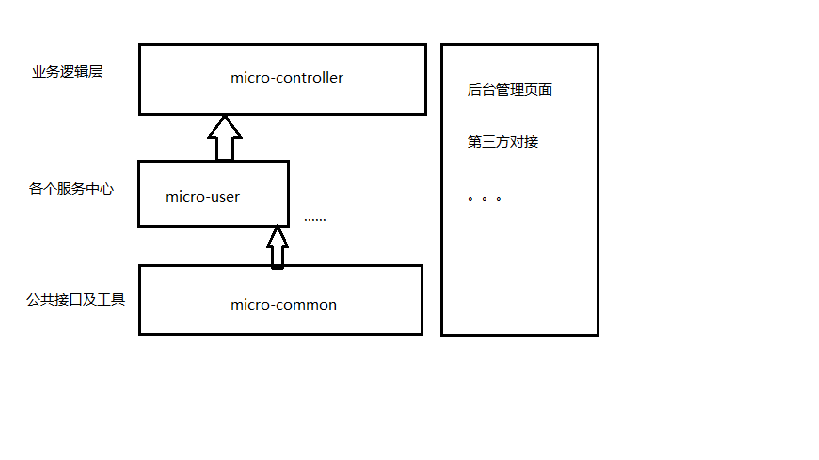 业务逻辑层
micro-controller
各个服务中心
micro-user
......
公共接口及工具
micro-common
后台管理页面
第三方对接
。。。